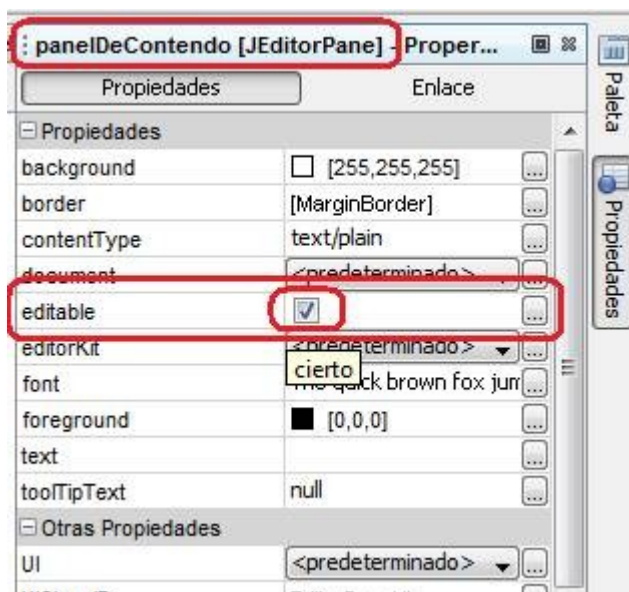 panelDeContendo [JEditorPane] - Proper...
Propiedades Enlace
Propiedades
background [255,255,255] ...
border [MarginBorder] ...
contentType text/plain ...
document <predeterminado> ...
editable ...
editorKit <predeterminado> ...
cierto
font The quick brown fox jum ...
foreground [0,0,0] ...
text ...
toolTipText null ...
Otras Propiedades
UI <predeterminado> ...
Paleta
Propiedades